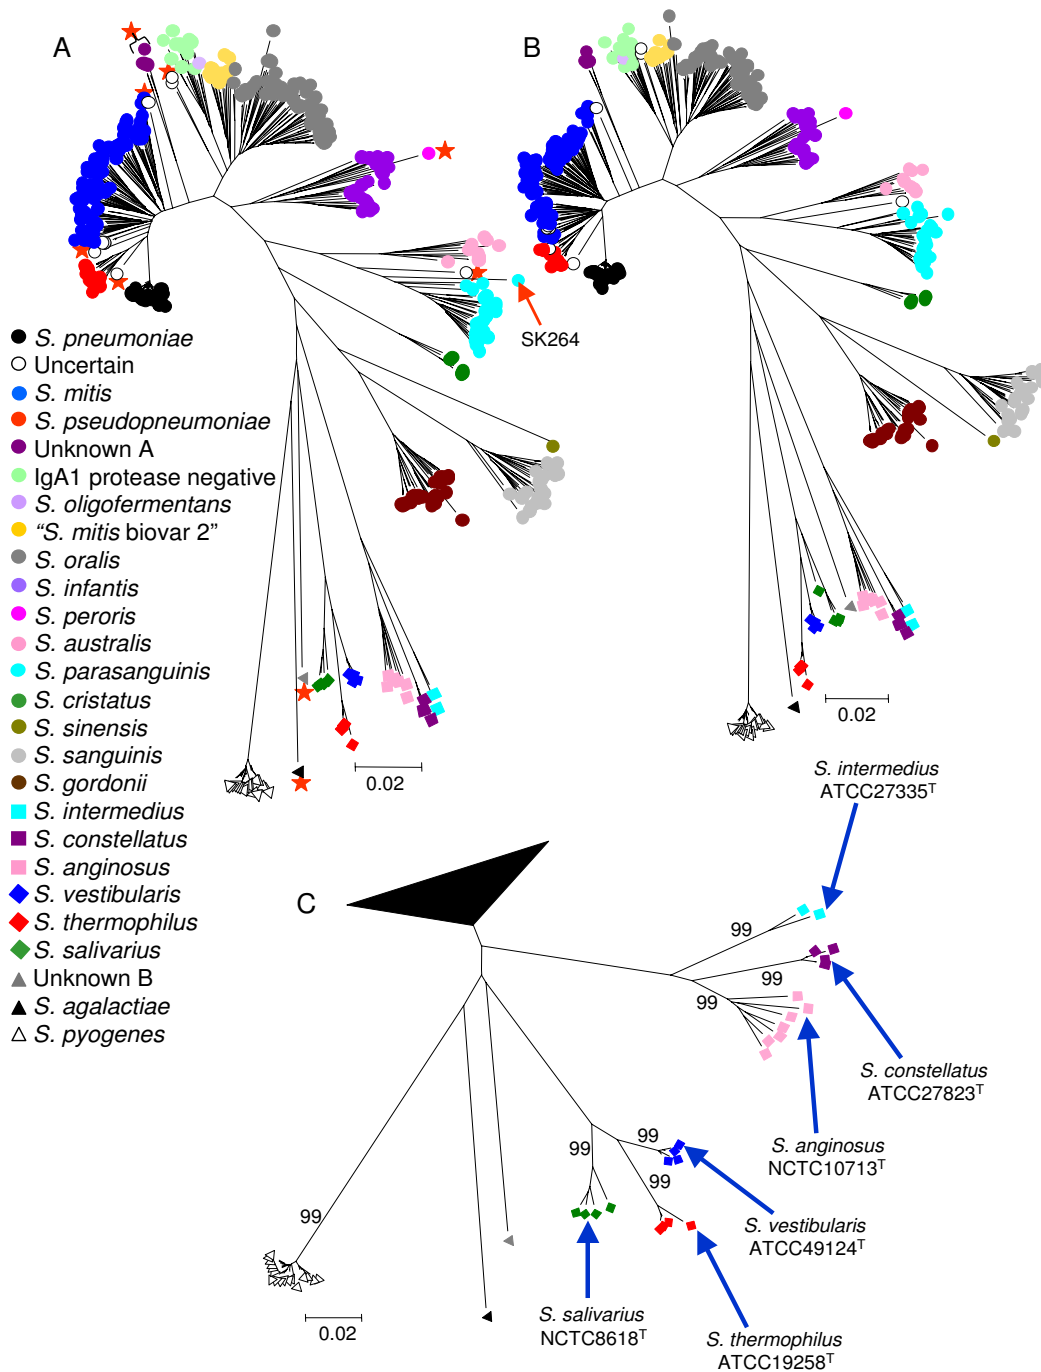 A
B
SK264
S. pneumoniae
Uncertain
S. mitis
S. pseudopneumoniae
Unknown A
IgA1 protease negative
S. oligofermentans
“S. mitis biovar 2”
S. oralis
S. infantis
S. peroris
S. australis
S. parasanguinis
S. cristatus
S. sinensis
S. sanguinis
S. gordonii
S. intermedius
S. constellatus
S. anginosus
S. vestibularis
S. thermophilus
S. salivarius
Unknown B
S. agalactiae
S. pyogenes
0.02
0.02
C
S. intermedius
ATCC27335T
99
99
99
S. constellatus
ATCC27823T
S. anginosus
NCTC10713T
99
99
99
99
S. vestibularis
ATCC49124T
S. salivarius
NCTC8618T
S. thermophilus
ATCC19258T
0.02